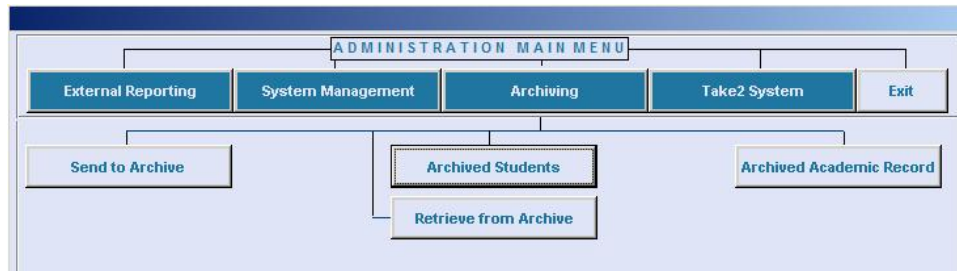 ADMINISTRATION MAIN MENU
External Reporting System Management Archiving Take2 System Exit
Send to Archive Archived Students Archived Academic Record
Retrieve from Archive